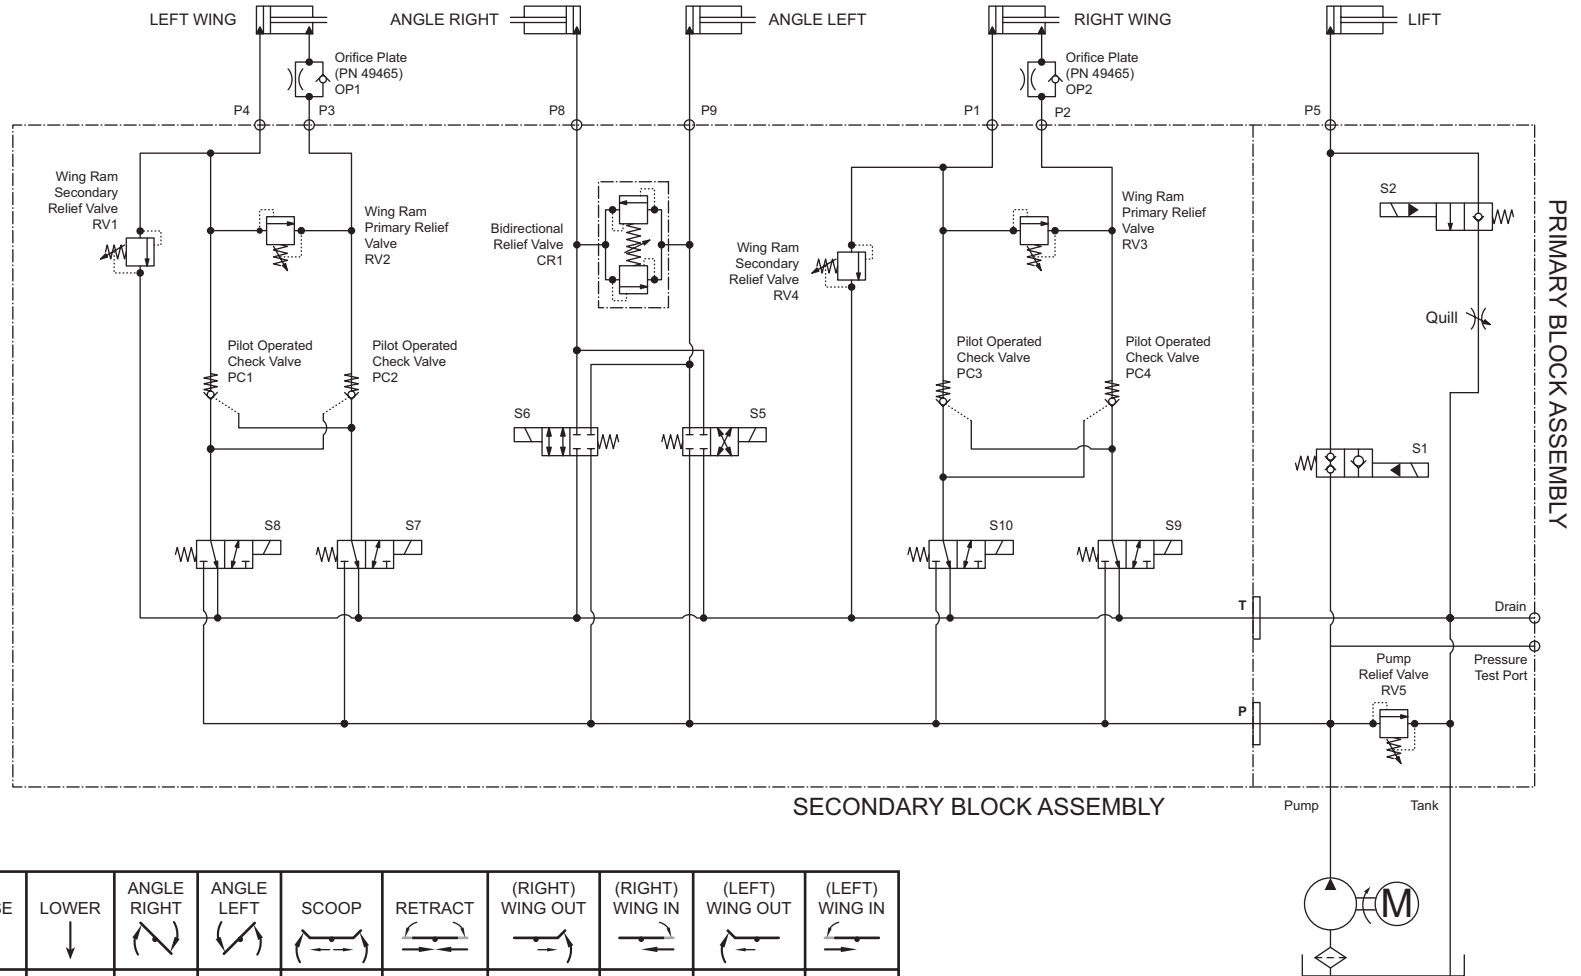 LEFT WING
ANGLE RIGHT
ANGLE LEFT
RIGHT WING
LIFT
Orifice Plate
(PN 49465)
OP1
Orifice Plate
(PN 49465)
OP2
P4
P3
P8
P9
P1
P2
P5
Wing Ram
Secondary
Relief Valve
RV1
Wing Ram
Primary Relief
Valve
RV2
Bidirectional
Relief Valve
CR1
Wing Ram
Secondary
Relief Valve
RV4
Wing Ram
Primary Relief
Valve
RV3
S2
Quill
PRIMARY BLOCK ASSEMBLY
Pilot Operated
Check Valve
PC1
Pilot Operated
Check Valve
PC2
Pilot Operated
Check Valve
PC3
Pilot Operated
Check Valve
PC4
S6
S5
S1
S8
S7
S10
S9
T
Drain
Pressure
Test Port
Pump
Relief Valve
RV5
P
SECONDARY BLOCK ASSEMBLY
Pump
Tank
M
LOWER
ANGLE
RIGHT
ANGLE
LEFT
SCOOP
RETRACT
(RIGHT)
WING OUT
(RIGHT)
WING IN
(LEFT)
WING OUT
(LEFT)
WING IN